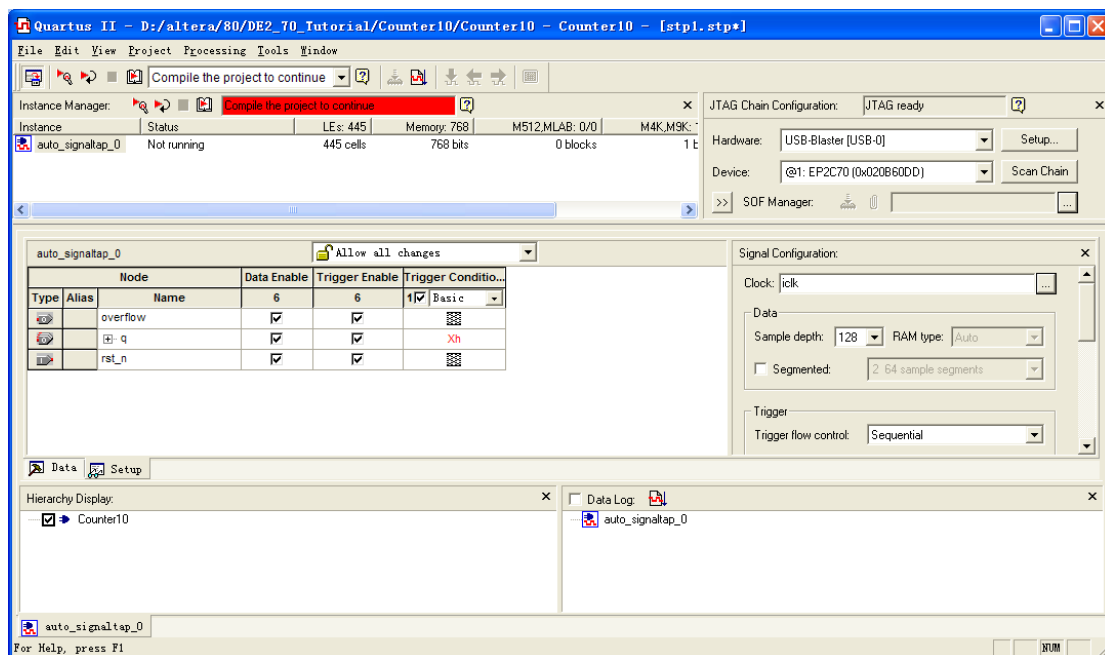 Quartus II - D:/altera/80/DE2_70_Tutorial/Counter10/Counter10 - Counter10 - [stp1.stp*]
File Edit View Project Processing Tools Window
Compile the project to continue
Instance Manager: Compile the project to continue
Instance Status LEs: 445 Memory: 768 M512,MLAB: 0/0 M4K,M9K:
auto_signaltap_0 Not running 445 cells 768 bits 0 blocks 1
JTAG Chain Configuration: JTAG ready
Hardware: USB-Blaster [USB-0] Setup...
Device: @1: EP2C70 (0x020B60DD) Scan Chain
>> SOF Manager: ...
auto_signaltap_0 Allow all changes
Node Data Enable Trigger Enable Trigger Conditio...
Type Alias Name 6 6 1 Basic
overflow
q Xh
rst_n
Signal Configuration:
Clock: iclk ...
Data
Sample depth: 128 RAM type: Auto
Segmented: 2 64 sample segments
Trigger
Trigger flow control: Sequential
Data Setup
Hierarchy Display:
Counter10
Data Log:
auto_signaltap_0
auto_signaltap_0
For Help, press F1 NUM